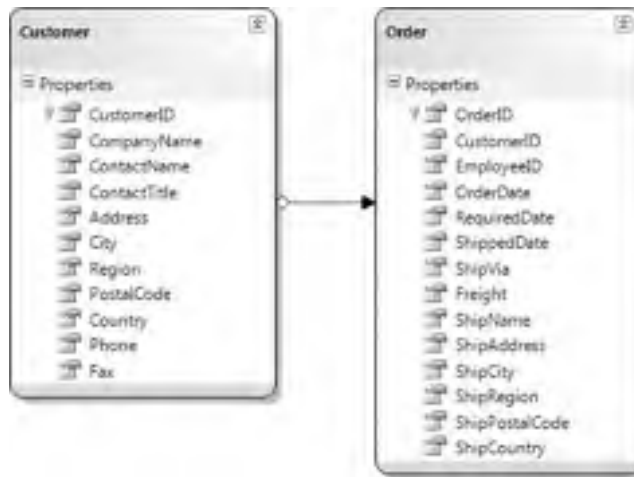 Customer
Properties
CustomerID
CompanyName
ContactName
ContactTitle
Address
City
Region
PostalCode
Country
Phone
Fax
Order
Properties
OrderID
CustomerID
EmployeeID
OrderDate
RequiredDate
ShippedDate
ShipVia
Freight
ShipName
ShipAddress
ShipCity
ShipRegion
ShipPostalCode
ShipCountry